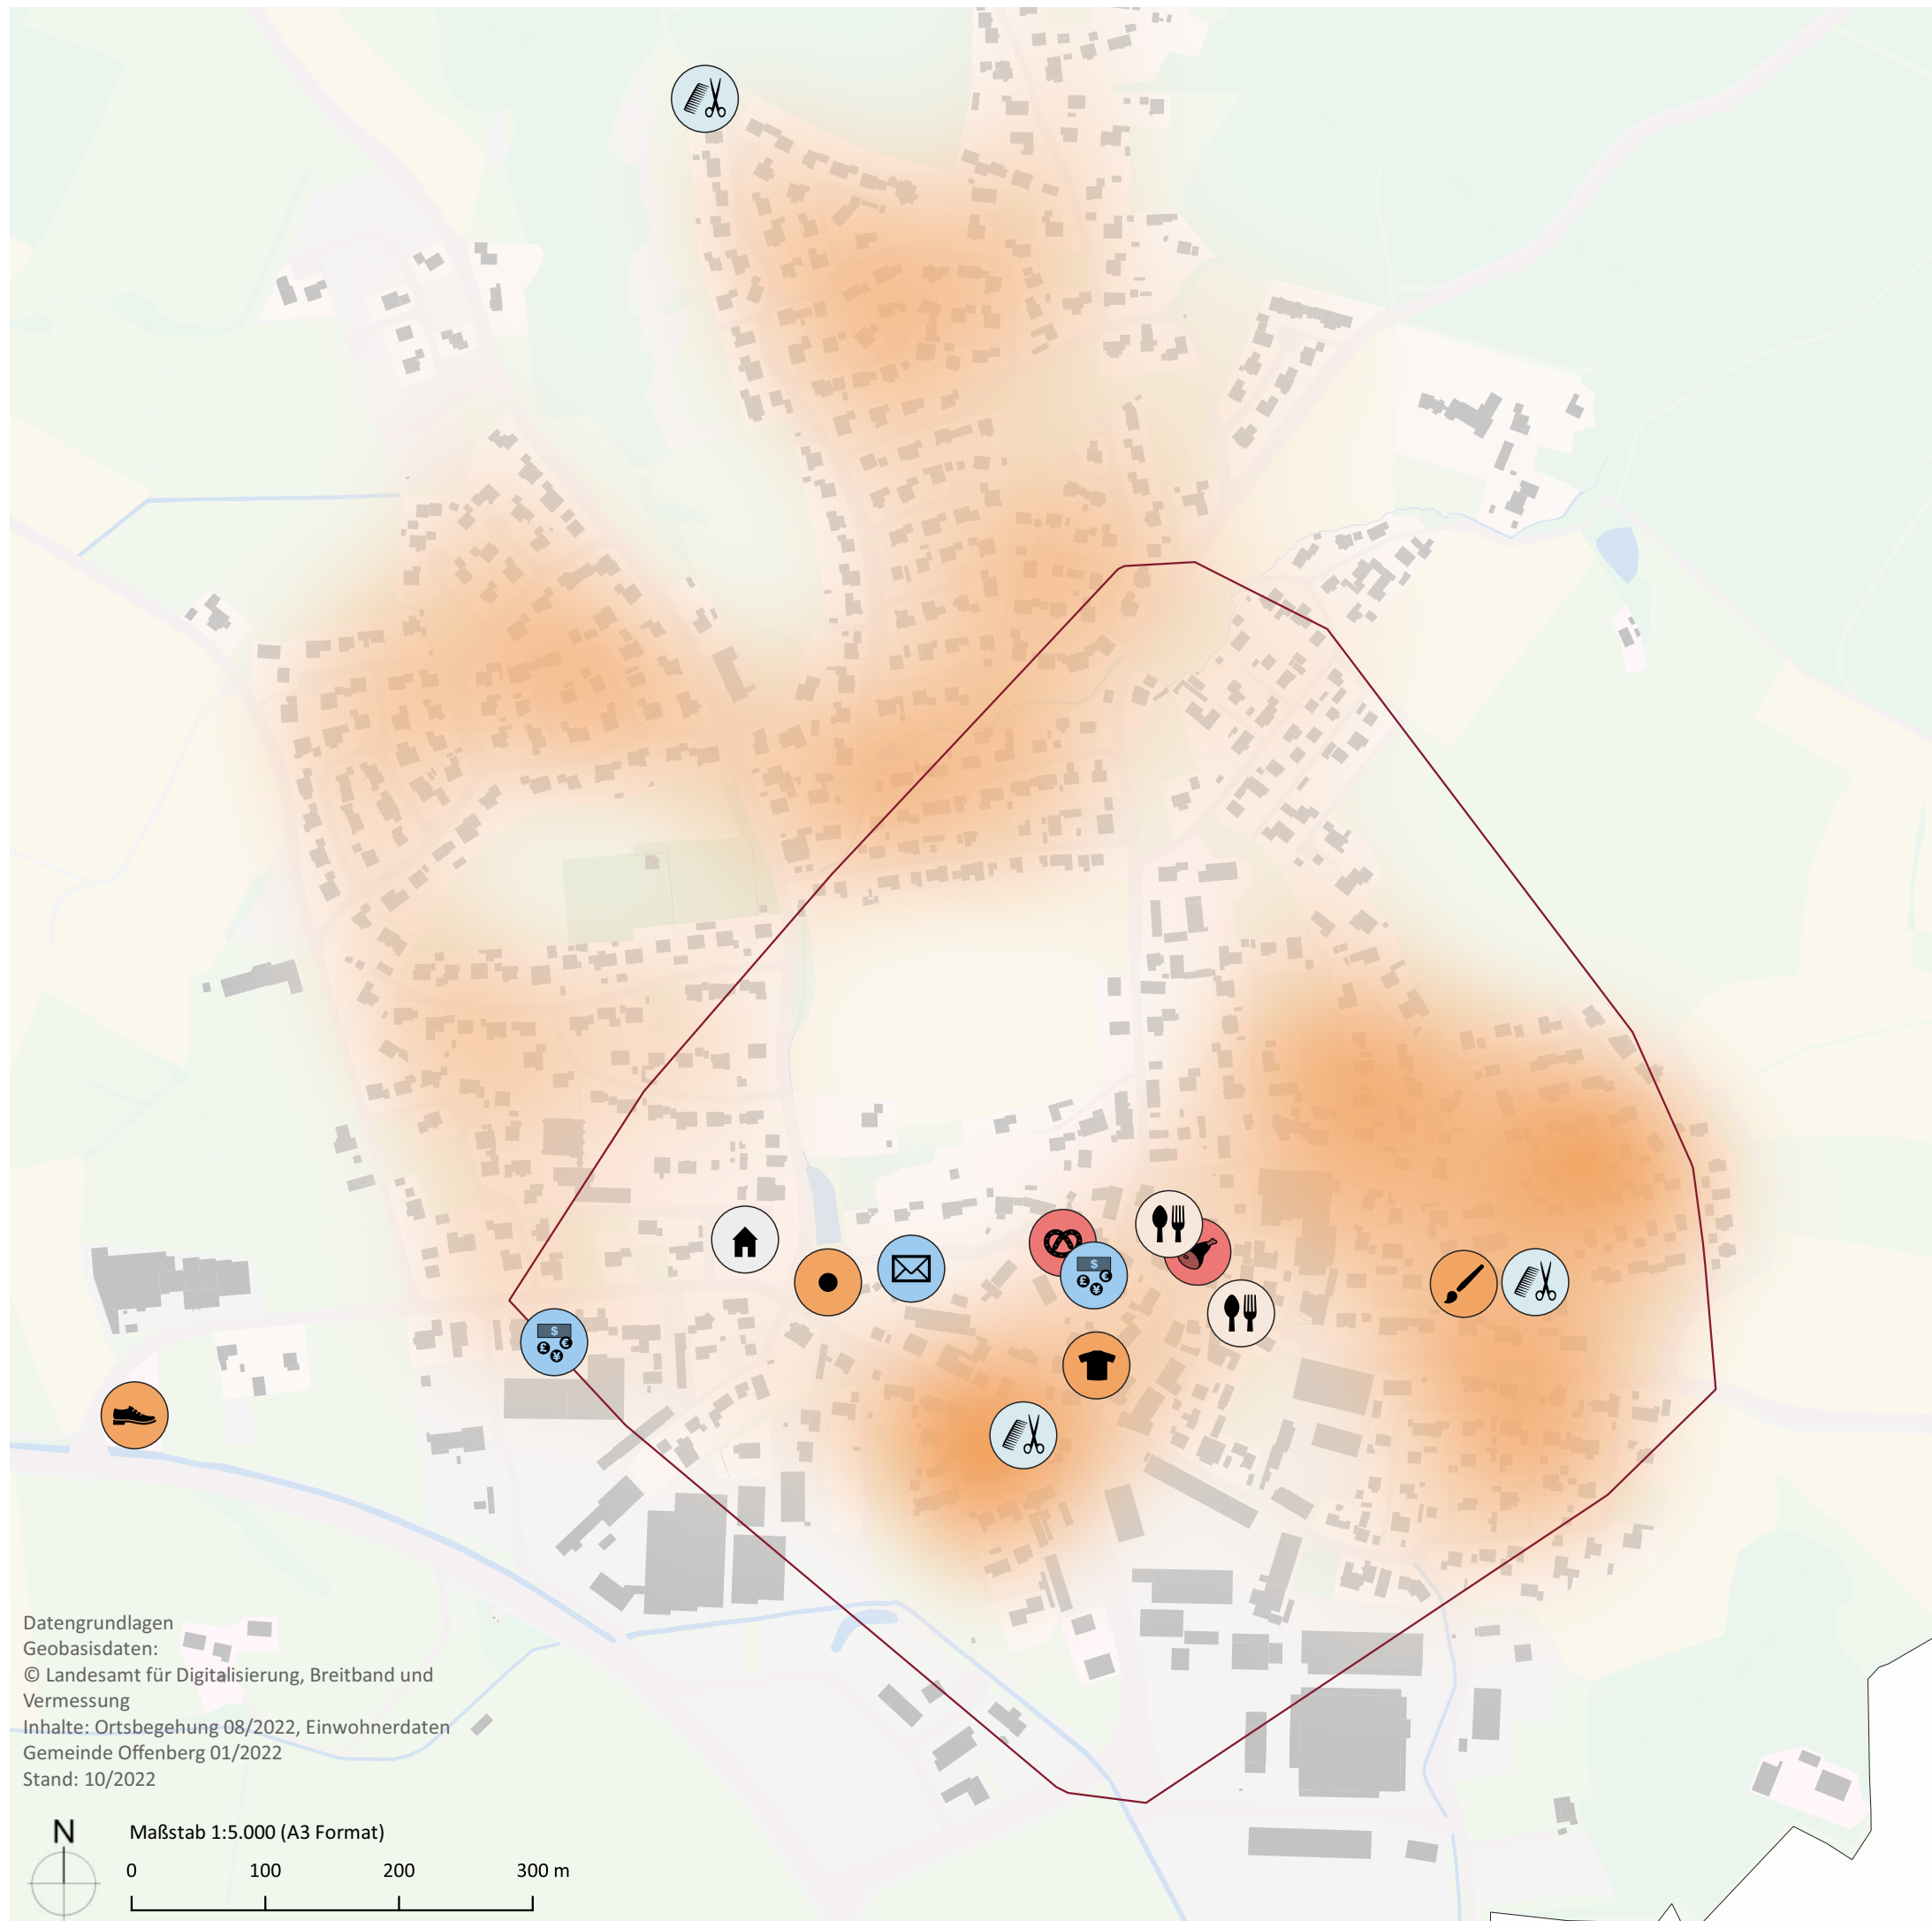 Datengrundlagen
Geobasisdaten:
© Landesamt für Digitalisierung, Breitband und
Vermessung
Inhalte: Ortsbegehung 08/2022, Einwohnerdaten
Gemeinde Offenberg 01/2022
Stand: 10/2022
N
Maßstab 1:5.000 (A3 Format)
0 100 200 300 m